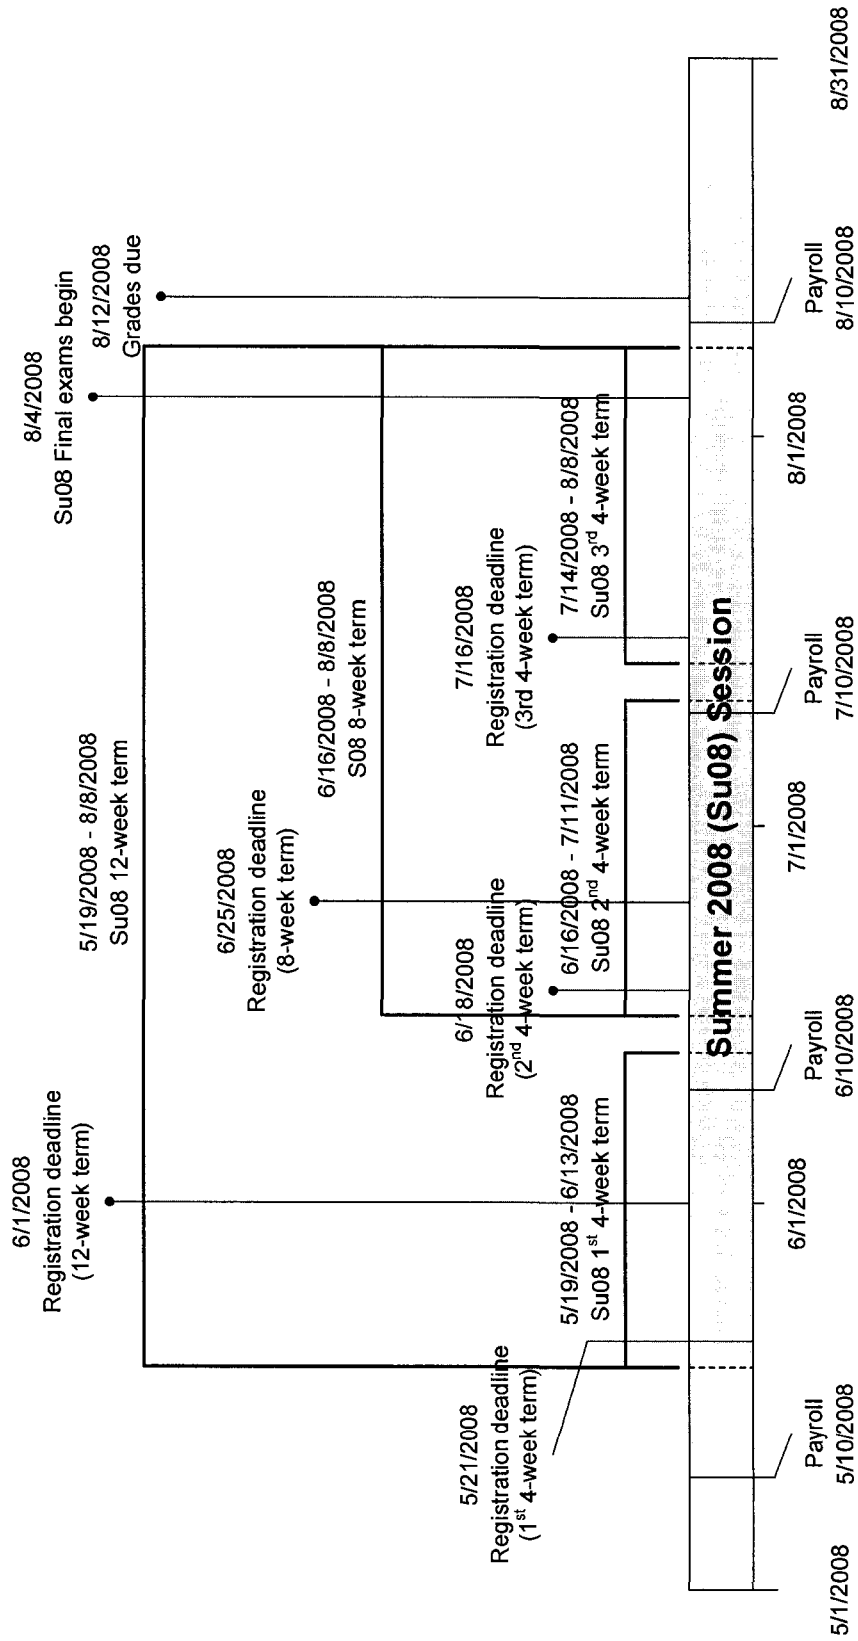 8/4/2008
Su08 Final exams begin
8/12/2008
Grades due
6/1/2008
Registration deadline
(12-week term)
5/19/2008 - 8/8/2008
Su08 12-week term
6/25/2008
Registration deadline
(8-week term)
6/16/2008 - 8/8/2008
S08 8-week term
5/21/2008
Registration deadline
(1st 4-week term)
6/18/2008
Registration deadline
(2nd 4-week term)
7/16/2008
Registration deadline
(3rd 4-week term)
5/19/2008 - 6/13/2008
Su08 1st 4-week term
6/16/2008 - 7/11/2008
Su08 2nd 4-week term
7/14/2008 - 8/8/2008
Su08 3rd 4-week term
Summer 2008 (Su08) Session
6/1/2008
7/1/2008
8/1/2008
Payroll
5/10/2008
Payroll
6/10/2008
Payroll
7/10/2008
Payroll
8/10/2008
5/1/2008
8/31/2008